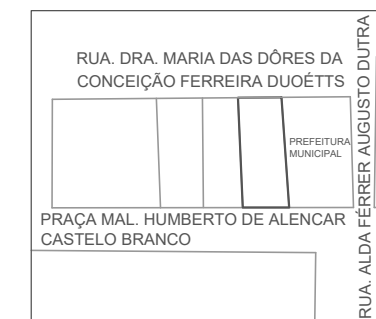 RUA. DRA. MARIA DAS DÔRES DA
CONCEIÇÃO FERREIRA DUOÉTTS
PREFEITURA
MUNICIPAL
PRAÇA MAL. HUMBERTO DE ALENCAR
CASTELO BRANCO
RUA. ALDA FÉRRER AUGUSTO DUTRA